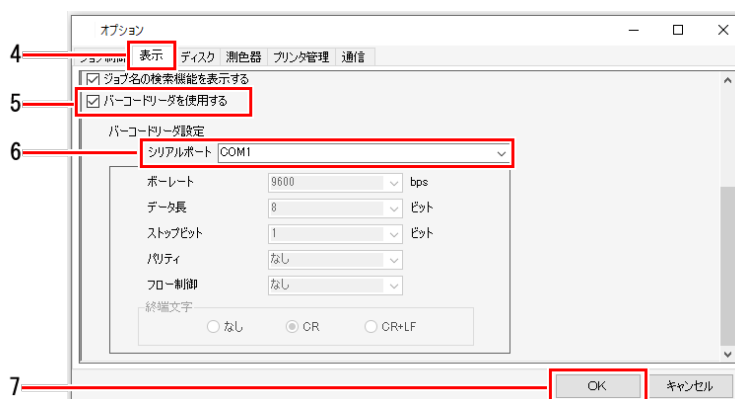 オプション
4
ジョブ制御 表示 ディスク 測色器 プリンタ管理 通信
ジョブ名の検索機能を表示する
5
バーコードリーダを使用する
バーコードリーダ設定
6
シリアルポート COM1
ボーレート 9600 bps
データ長 8 ビット
ストップビット 1 ビット
パリティ なし
フロー制御 なし
終端文字
なし CR CR+LF
7
OK キャンセル